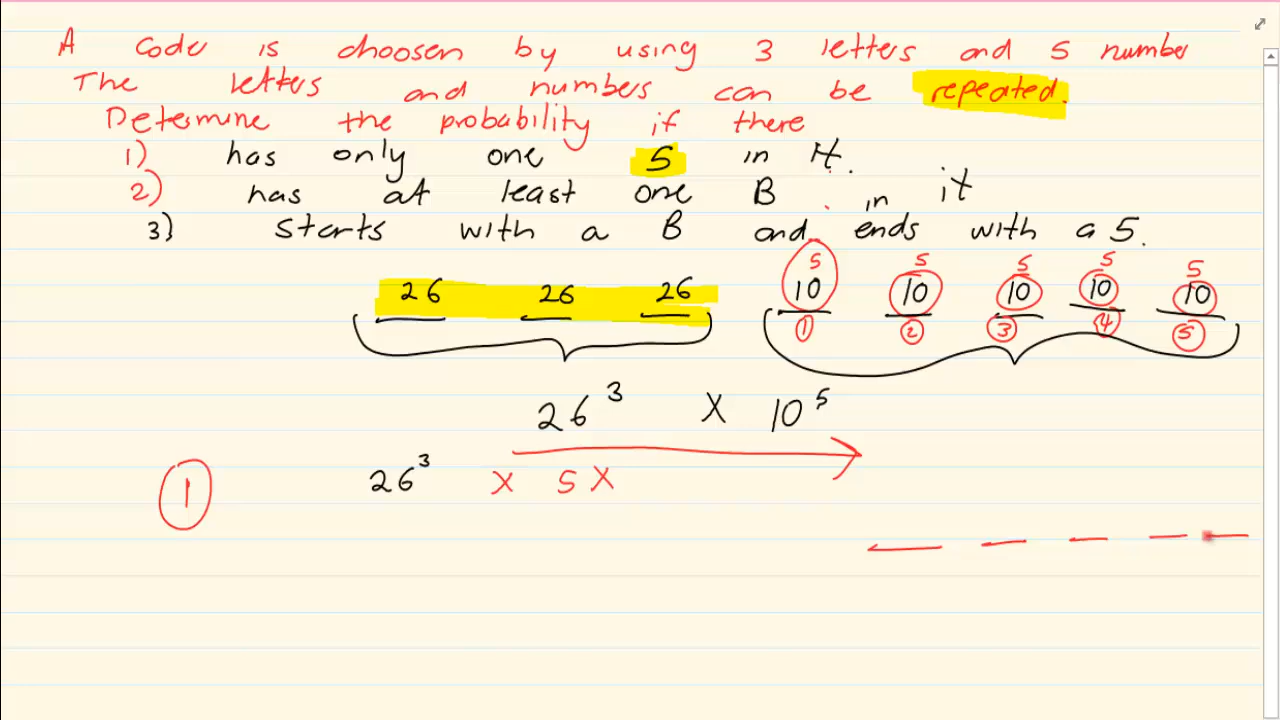 A code is choosen by using 3 letters and 5 number
The letters and numbers can be repeated.
Determine the probability if there
1) has only one 5 in it.
2) has at least one B in it
3) starts with a B and ends with a 5.
5 5 5 5 5
26 26 26 10 10 10 10 10
1 2 3 4 5
26³ X 10⁵
1 26³ X 5 X